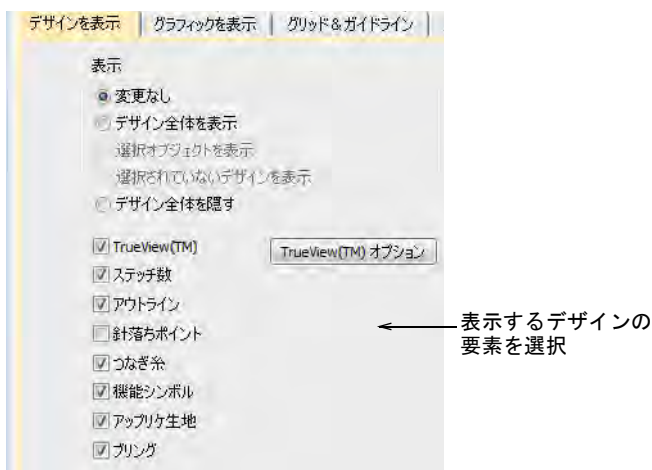 デザインを表示 グラフィックを表示 グリッド&ガイドライン
表示
変更なし
デザイン全体を表示
選択オブジェクトを表示
選択されていないデザインを表示
デザイン全体を隠す
TrueView(TM) TrueView(TM) オプション
ステッチ数
アウトライン
針落ちポイント
表示するデザインの
要素を選択
つなぎ糸
機能シンボル
アップリケ生地
ブリング